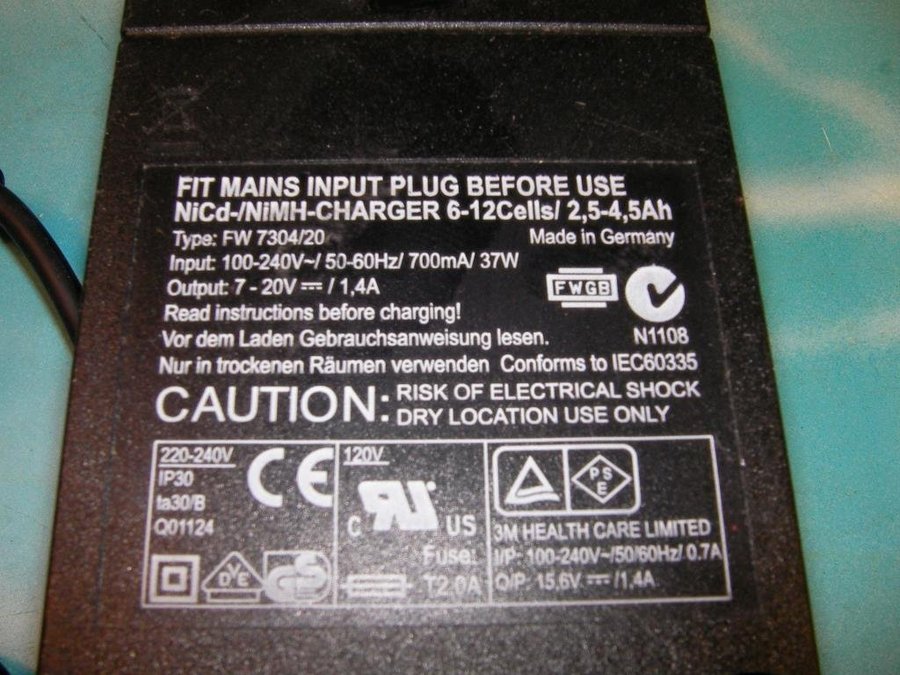 FIT MAINS INPUT PLUG BEFORE USE
NiCd-/NiMH-CHARGER 6-12Cells/ 2,5-4,5Ah
Type: FW 7304/20 Made in Germany
Input: 100-240V~/ 50-60Hz/ 700mA/ 37W
Output: 7 - 20V ⎓ / 1,4A
FWGB
Read instructions before charging!
Vor dem Laden Gebrauchsanweisung lesen. N1108
Nur in trockenen Räumen verwenden Conforms to IEC60335
CAUTION: RISK OF ELECTRICAL SHOCK
DRY LOCATION USE ONLY
220-240V
IP30
ta30/B
Q01124
CE
DVE
GS
120V
c RU US
Fuse:
T2.0A
PSE
3M HEALTH CARE LIMITED
I/P: 100-240V~/50/60Hz/ 0.7A
O/P: 15,6V ⎓ /1,4A